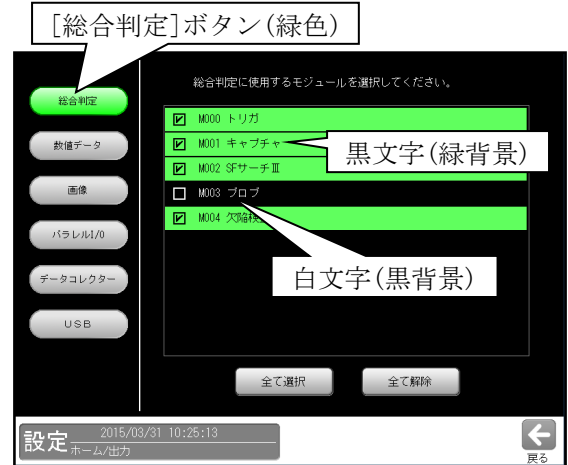 [総合判定]ボタン(緑色)
総合判定に使用するモジュールを選択してください。
総合判定
数値データ
画像
パラレルI/O
データコレクター
USB
M000 トリガ
M001 キャプチャー
M002 SFサーチⅢ
M003 ブロブ
M004 欠陥検
黒文字(緑背景)
白文字(黒背景)
全て選択
全て解除
設定
2015/03/31 10:25:13
ホーム/出力
戻る